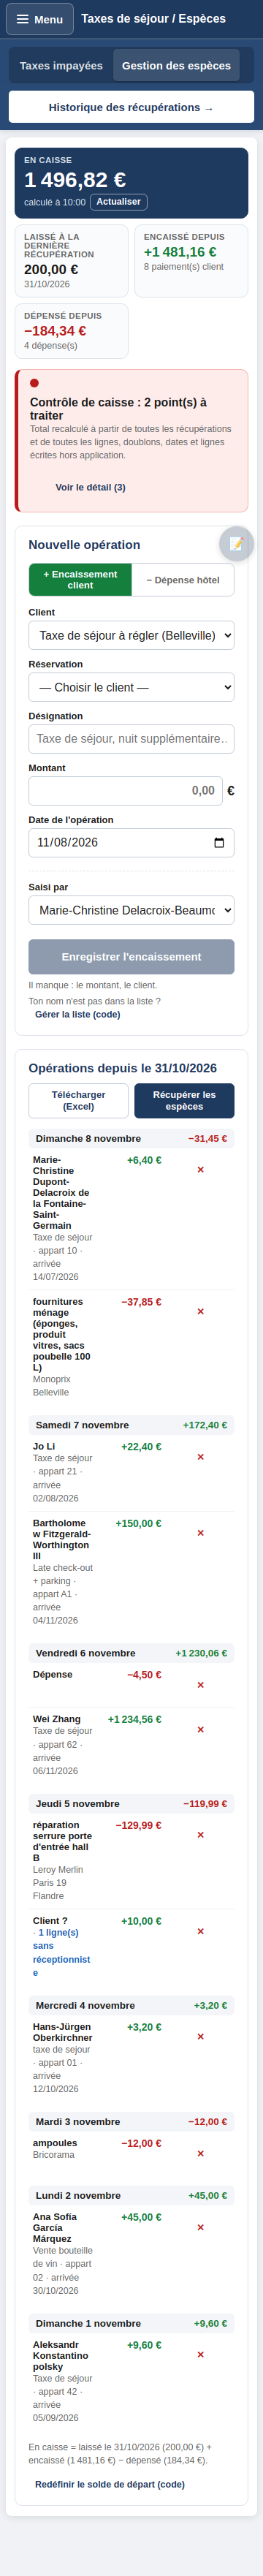 Menu
Taxes de séjour / Espèces
Taxes impayées
Gestion des espèces
Historique des récupérations →
EN CAISSE
1 496,82 €
calculé à 10:00
Actualiser
LAISSÉ À LA
DERNIÈRE
RÉCUPÉRATION
200,00 €
31/10/2026
ENCAISSÉ DEPUIS
+1 481,16 €
8 paiement(s) client
DÉPENSÉ DEPUIS
−184,34 €
4 dépense(s)
Contrôle de caisse : 2 point(s) à
traiter
Total recalculé à partir de toutes les récupérations
et de toutes les lignes, doublons, dates et lignes
écrites hors application.
Voir le détail (3)
Nouvelle opération
+ Encaissement
client
− Dépense hôtel
Client
Taxe de séjour à régler (Belleville)
Réservation
— Choisir le client —
Désignation
Taxe de séjour, nuit supplémentaire…
Montant
0,00
€
Date de l'opération
11/08/2026
Saisi par
Marie-Christine Delacroix-Beaumo
Enregistrer l'encaissement
Il manque : le montant, le client.
Ton nom n'est pas dans la liste ?
Gérer la liste (code)
Opérations depuis le 31/10/2026
Télécharger
(Excel)
Récupérer les
espèces
Dimanche 8 novembre
−31,45 €
Marie-
Christine
Dupont-
Delacroix de
la Fontaine-
Saint-
Germain
+6,40 €
×
Taxe de séjour
· appart 10 ·
arrivée
14/07/2026
fournitures
ménage
(éponges,
produit
vitres, sacs
poubelle 100
L)
−37,85 €
×
Monoprix
Belleville
Samedi 7 novembre
+172,40 €
Jo Li
+22,40 €
×
Taxe de séjour
· appart 21 ·
arrivée
02/08/2026
Bartholome
w Fitzgerald-
Worthington
III
+150,00 €
×
Late check-out
+ parking ·
appart A1 ·
arrivée
04/11/2026
Vendredi 6 novembre
+1 230,06 €
Dépense
−4,50 €
×
Wei Zhang
+1 234,56 €
×
Taxe de séjour
· appart 62 ·
arrivée
06/11/2026
Jeudi 5 novembre
−119,99 €
réparation
serrure porte
d'entrée hall
B
−129,99 €
×
Leroy Merlin
Paris 19
Flandre
Client ?
+10,00 €
×
· 1 ligne(s)
sans
réceptionnist
e
Mercredi 4 novembre
+3,20 €
Hans-Jürgen
Oberkirchner
+3,20 €
×
taxe de séjour
· appart 01 ·
arrivée
12/10/2026
Mardi 3 novembre
−12,00 €
ampoules
−12,00 €
×
Bricorama
Lundi 2 novembre
+45,00 €
Ana Sofía
García
Márquez
+45,00 €
×
Vente bouteille
de vin · appart
02 · arrivée
30/10/2026
Dimanche 1 novembre
+9,60 €
Aleksandr
Konstantino
polsky
+9,60 €
×
Taxe de séjour
· appart 42 ·
arrivée
05/09/2026
En caisse = laissé le 31/10/2026 (200,00 €) +
encaissé (1 481,16 €) − dépensé (184,34 €).
Redéfinir le solde de départ (code)